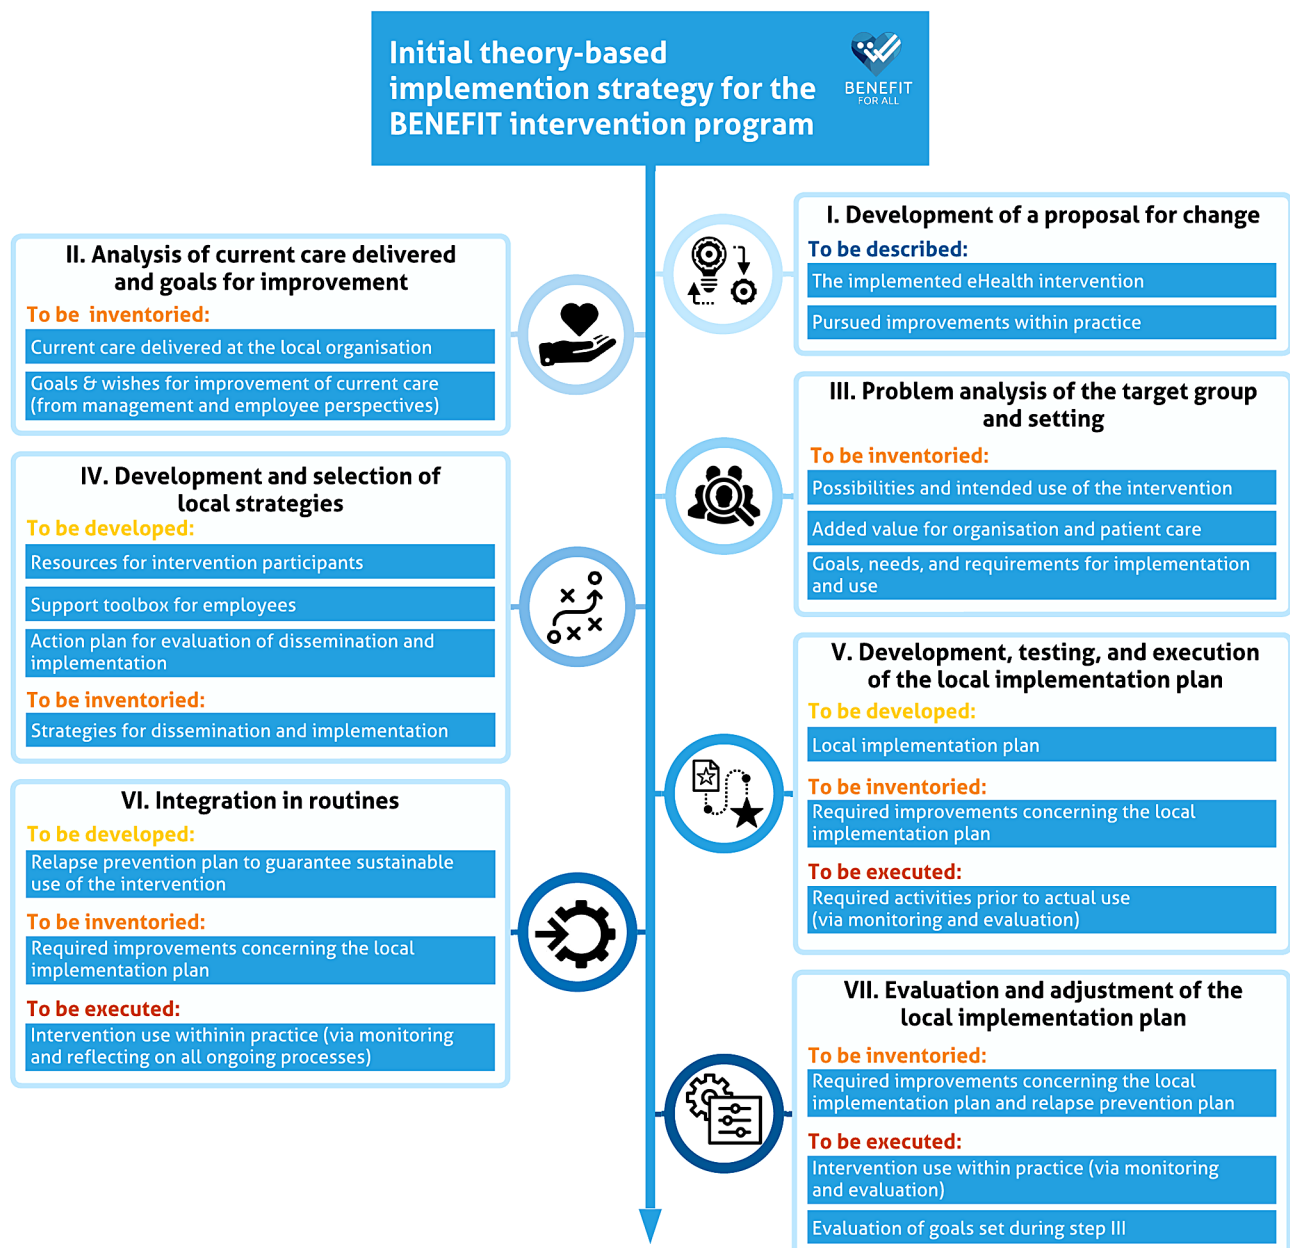 Initial theory-based
implemention strategy for the
BENEFIT intervention program
BENEFIT
FOR ALL
I. Development of a proposal for change
To be described:
The implemented eHealth intervention
Pursued improvements within practice
II. Analysis of current care delivered
and goals for improvement
To be  inventoried:
Current care delivered at the local organisation
Goals & wishes for improvement of current care
(from management and employee perspectives)
III. Problem analysis of the target group
and setting
To be inventoried:
Possibilities and intended use of the intervention
Added value for organisation and patient care
Goals, needs, and requirements for implementation
and use
IV. Development and selection of
local strategies
To be developed:
Resources for intervention participants
Support toolbox for employees
Action plan for evaluation of dissemination and
implementation
To be inventoried:
Strategies for dissemination and implementation
V. Development, testing, and execution
of the local implementation plan
To be developed:
Local implementation plan
To be inventoried:
Required improvements concerning the local
implementation plan
To be executed:
Required activities prior to actual use
(via monitoring and evaluation)
VI. Integration in routines
To be developed:
Relapse prevention plan to guarantee sustainable
use of the intervention
To be inventoried:
Required improvements concerning the local
implementation plan
To be executed:
Intervention use withinin practice (via monitoring
and reflecting on all ongoing processes)
VII. Evaluation and adjustment of the
local implementation plan
To be inventoried:
Required improvements concerning the local
implementation plan and relapse prevention plan
To be executed:
Intervention use within practice (via monitoring
and evaluation)
Evaluation of goals set during step III